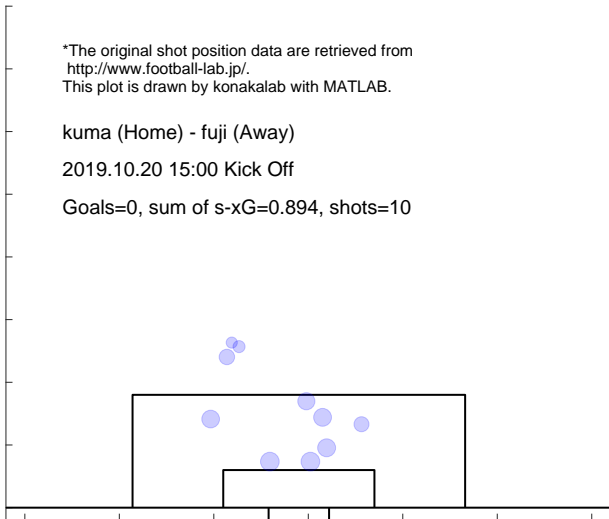 *The original shot position data are retrieved from
http://www.football-lab.jp/.
This plot is drawn by konakalab with MATLAB.
kuma (Home) - fuji (Away)
2019.10.20 15:00 Kick Off
Goals=0, sum of s-xG=0.894, shots=10